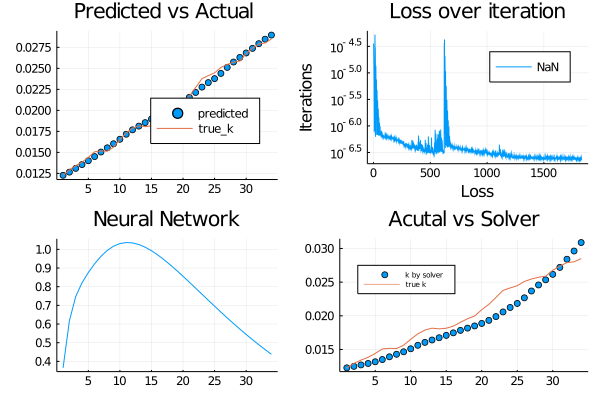 Predicted vs Actual
0.0275
0.0250
0.0225
0.0200
0.0175
0.0150
0.0125
predicted
true_k
5 10 15 20 25 30
Loss over iteration
Iterations
10^-4.5
10^-5.0
10^-5.5
10^-6.0
10^-6.5
NaN
0 500 1000 1500
Loss
Neural Network
1.0
0.9
0.8
0.7
0.6
0.5
0.4
5 10 15 20 25 30
Acutal vs Solver
0.030
0.025
0.020
0.015
k by solver
true k
5 10 15 20 25 30